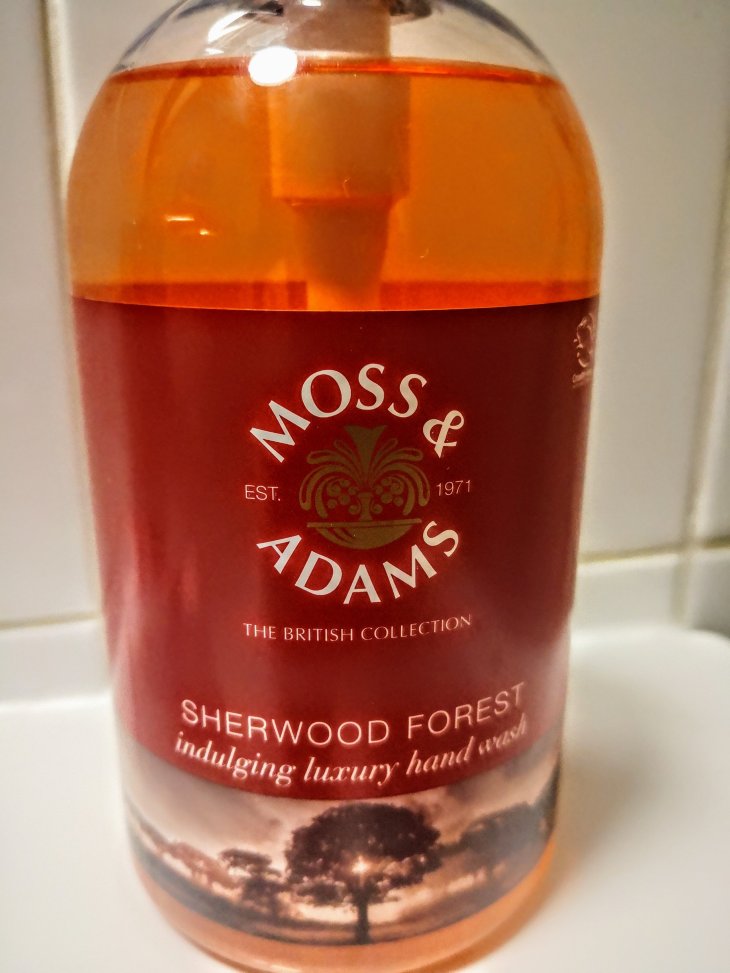 MOSS &
EST. 1971
ADAMS
THE BRITISH COLLECTION
SHERWOOD FOREST
indulging luxury hand wash